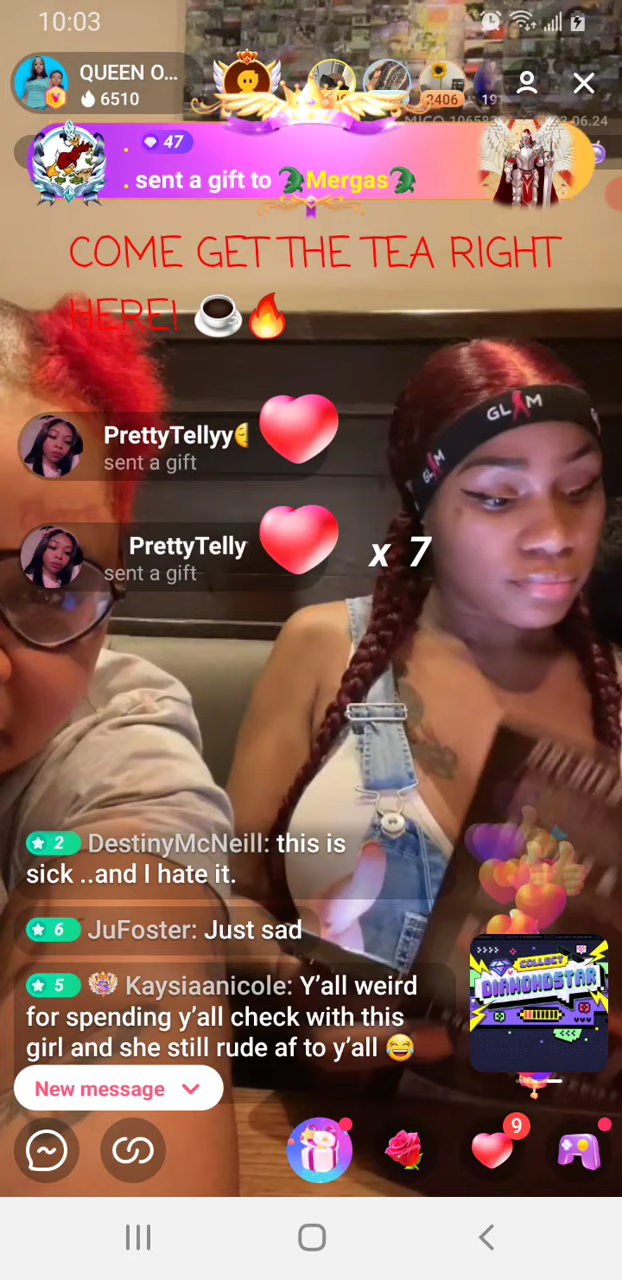 10:03
QUEEN O...
6510
2406
19
47
sent a gift to 🐊Mergas🐊
COME GET THE TEA RIGHT
HERE! ☕🔥
GLAM
GLAM
PrettyTellyy🌜
sent a gift
PrettyTelly
sent a gift
x 7
2 DestinyMcNeill: this is
sick ..and I hate it.
6 JuFoster: Just sad
5 Kaysiaanicole: Y'all weird
for spending y'all check with this
girl and she still rude af to y'all 😂
COLLECT
DIAMONDSTAR
New message
9